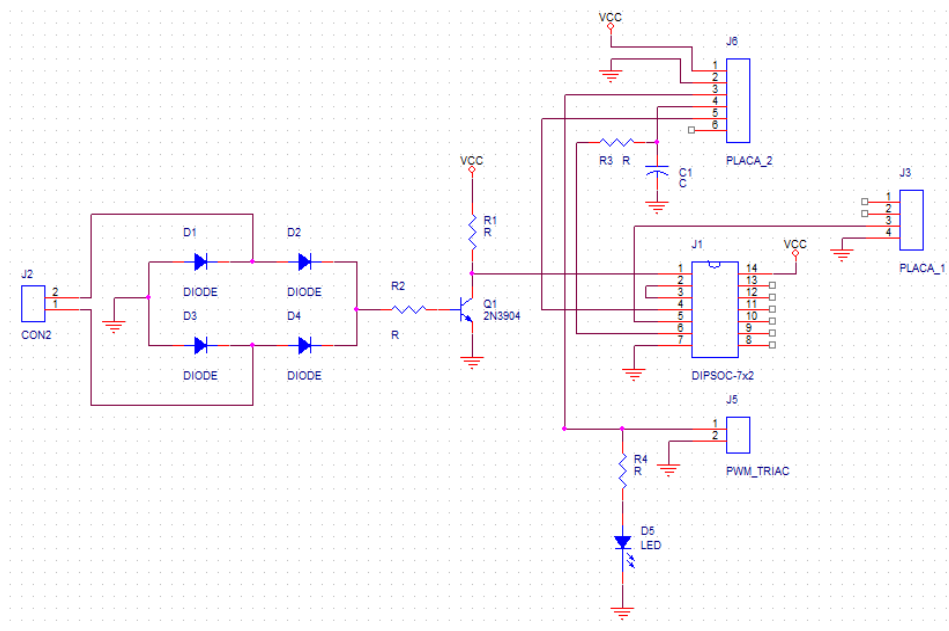 VCC
J6
1
2
3
4
5
6
PLACA_2
R3 R
C1
C
J3
1
2
3
4
PLACA_1
VCC
R1
R
D1
D2
DIODE
DIODE
J2
2
1
CON2
D3
D4
DIODE
DIODE
R2
R
Q1
2N3904
J1
VCC
1
2
3
4
5
6
7
14
13
12
11
10
9
8
DIPSOC-7x2
J5
1
2
PWM_TRIAC
R4
R
D5
LED